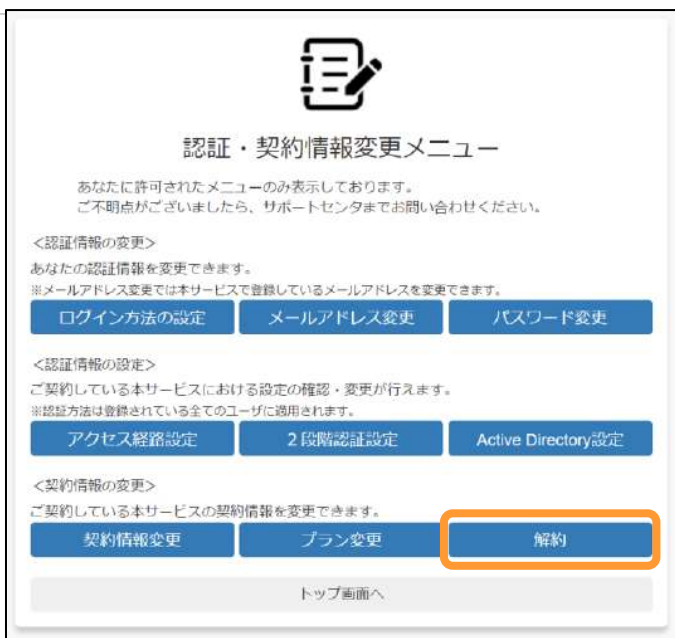 認証・契約情報変更メニュー
あなたに許可されたメニューのみ表示しております。
ご不明点がございましたら、サポートセンタまでお問い合わせください。
<認証情報の変更>
あなたの認証情報を変更できます。
※メールアドレス変更では本サービスで登録しているメールアドレスを変更できます。
ログイン方法の設定 メールアドレス変更 パスワード変更
<認証情報の設定>
ご契約している本サービスにおける設定の確認・変更が行えます。
※認証方法は登録されている全てのユーザに適用されます。
アクセス経路設定 2段階認証設定 Active Directory設定
<契約情報の変更>
ご契約している本サービスの契約情報を変更できます。
契約情報変更 プラン変更 解約
トップ画面へ